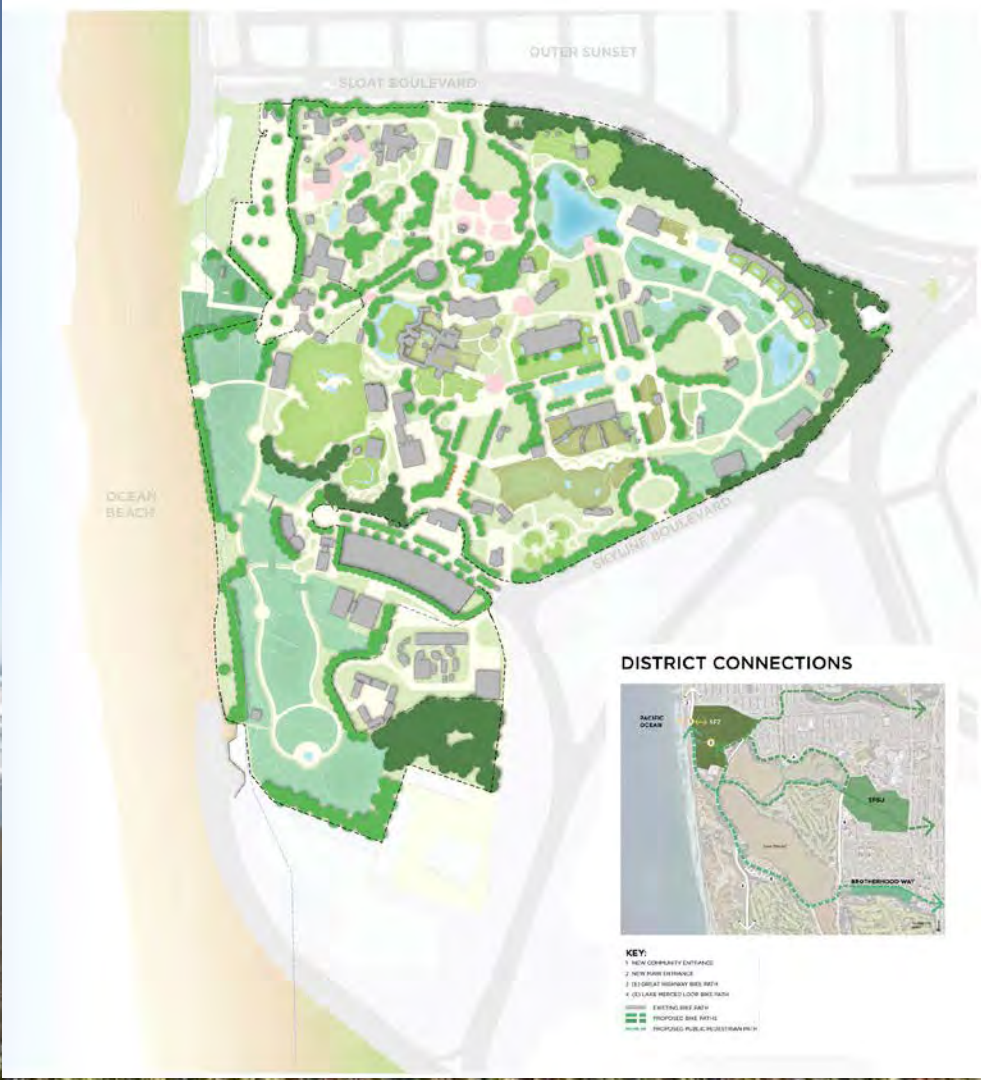 OUTER SUNSET
SLOAT BOULEVARD
OCEAN
BEACH
SKYLINE BOULEVARD
DISTRICT CONNECTIONS
PACIFIC
OCEAN
SFZ
SFSU
BROTHERHOOD WAY
KEY:
1 NEW COMMUNITY ENTRANCE
2 NEW MAIN ENTRANCE
3 (E) GREAT HIGHWAY BIKE PATH
4 (E) LAKE MERCED LOOP BIKE PATH
EXISTING BIKE PATH
PROPOSED BIKE PATHS
PROPOSED PUBLIC PEDESTRIAN PATH